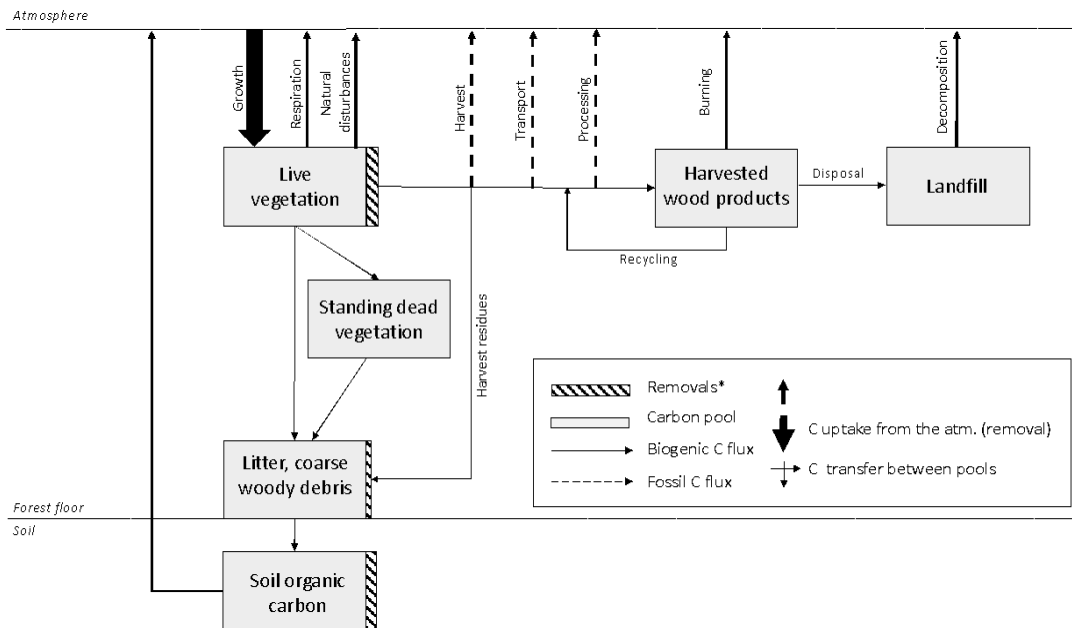 Atmosphere
Growth
Respiration
Natural
disturbances
Harvest
Transport
Processing
Burning
Decomposition
Live
vegetation
Harvested
wood products
Disposal
Landfill
Recycling
Standing dead
vegetation
Harvest residues
Removals*
Carbon pool
Biogenic C flux
Fossil C flux
C uptake from the atm. (removal)
C transfer between pools
Litter, coarse
woody debris
Forest floor
Soil
Soil organic
carbon